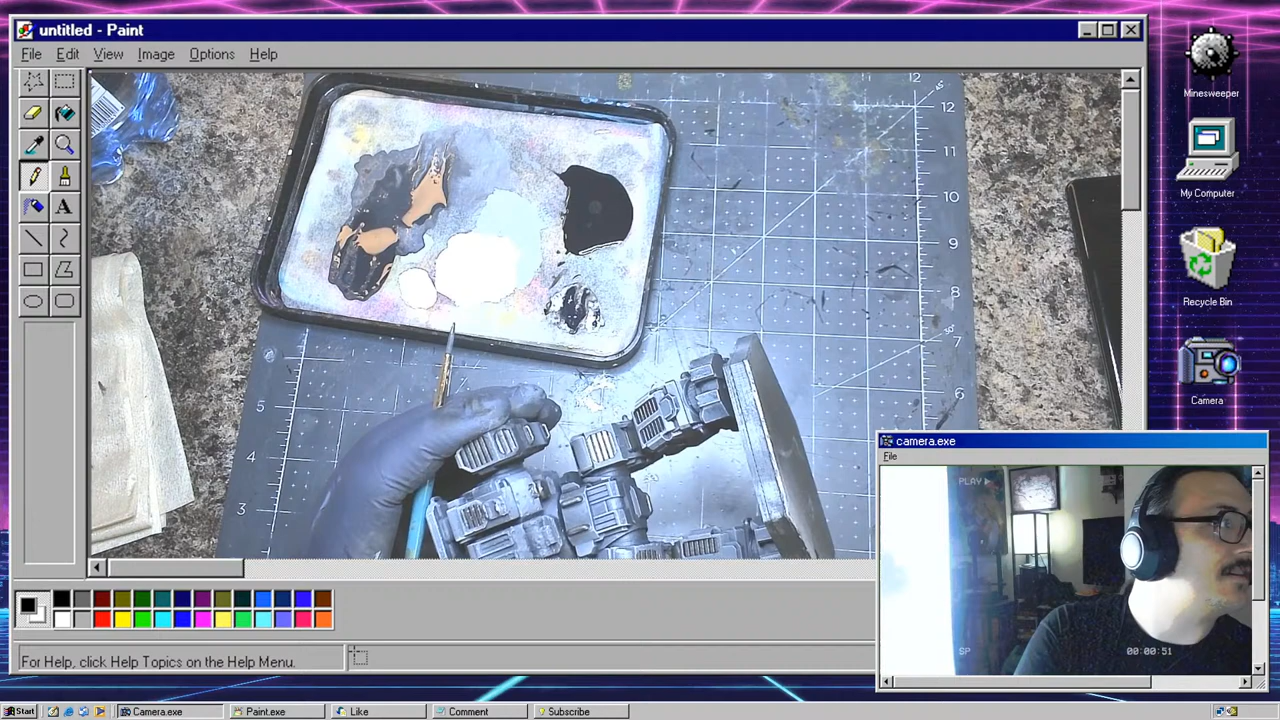 untitled - Paint
File Edit View Image Options Help
12
12
11
10
9
8
7
6
5
4
3
Minesweeper
My Computer
Recycle Bin
Camera
camera.exe
File
PLAY
SP
00:00:51
For Help, click Help Topics on the Help Menu.
Start
Camera.exe
Paint.exe
Like
Comment
Subscribe